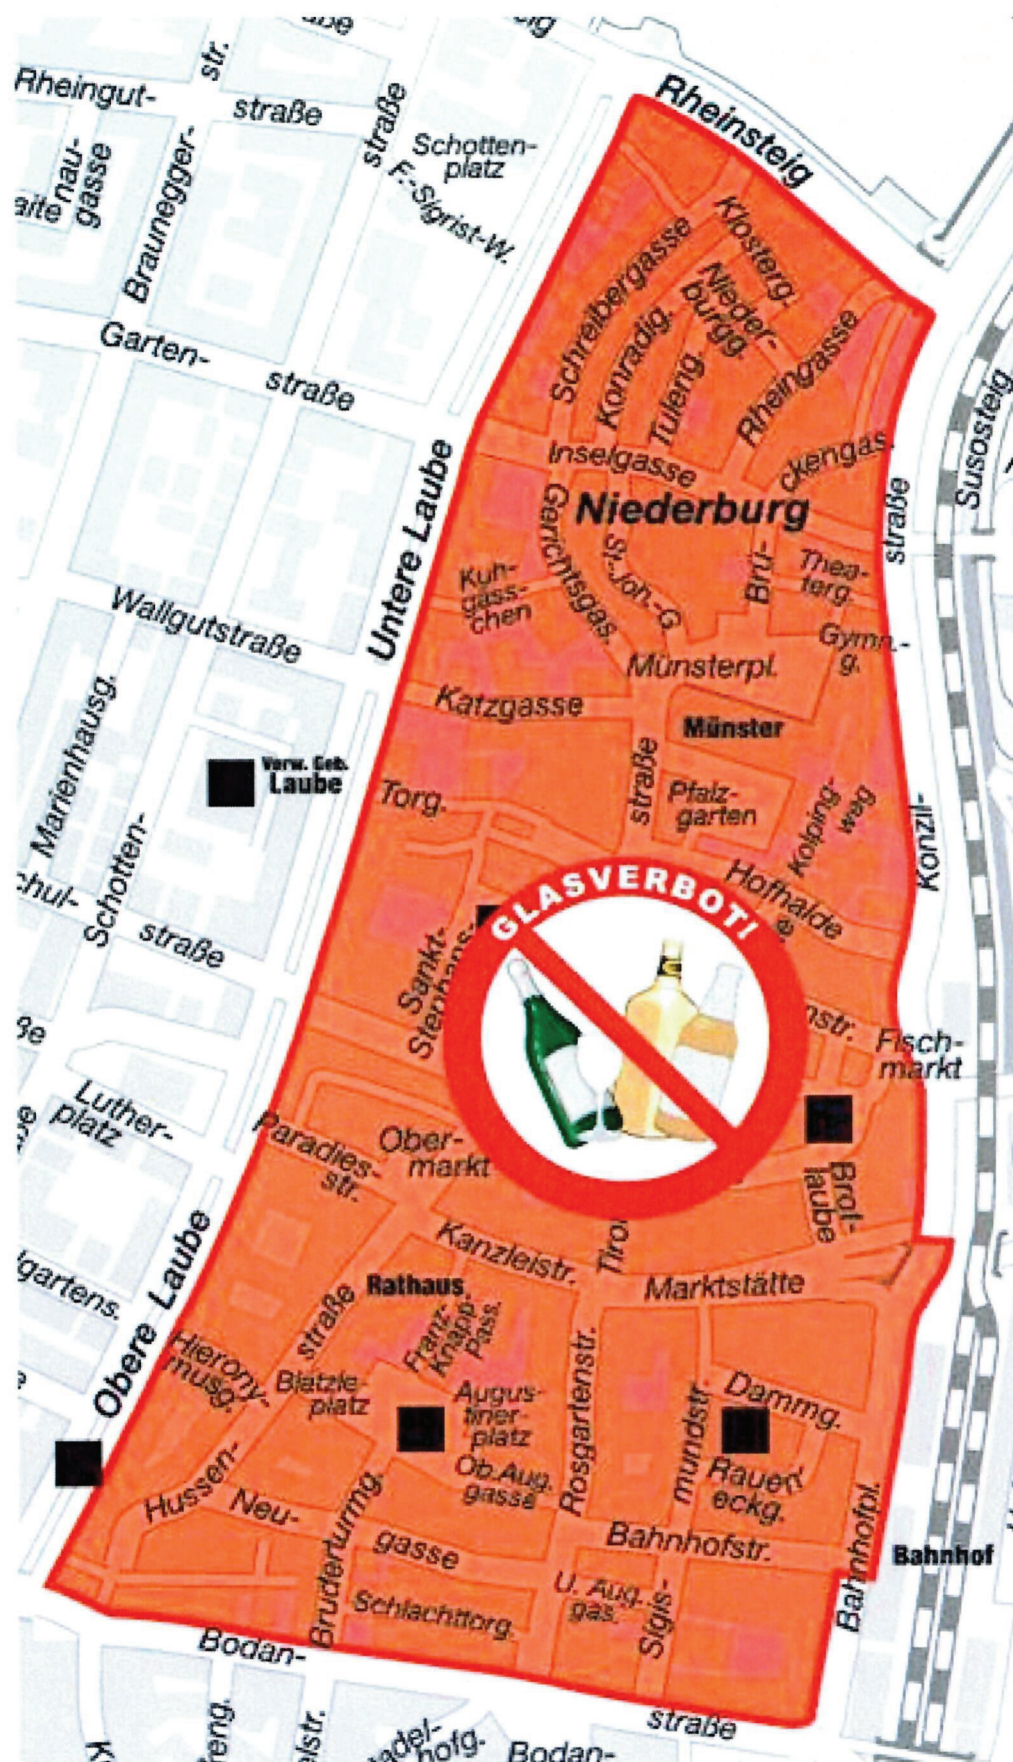 Rheingut-
straße
str.
straße
Schotten-
platz
F.-Sigrist-W.
nau-
gasse
Braunegger-
Garten-
straße
Rheinsteig
Klosterg.
Schreibergasse
Nieder-
burgg.
Konradig.
Tuleng.
Rheingasse
Inselgasse
ckengas.
Niederburg
Untere Laube
Gerichtsgas.
St.-Joh.-G.
Brü-
Thea-
terg.
straße
Susosteig
Kuh-
gäss-
chen
Wallgutstraße
Gymn.-
g.
Münsterpl.
Katzgasse
Münster
Marienhausg.
Verw. Geb.
Laube
Torg.
straße
Pfalz-
garten
Kolping-
weg
Konzil-
Schotten-
chul-
straße
Hofhalde
GLASVERBOT!
Sankt-
Stephans-
nstr.
Fisch-
markt
ße
Luther-
platz
Paradies-
str.
Ober-
markt
Brot-
laube
Kanzleistr.
Tirol
Marktstätte
Rathaus
Franz-
Knapp-
Pass.
lgartens.
Obere Laube
straße
Hierony-
musg.
Blätzle-
platz
Augus-
tiner-
platz
Rosgartenstr.
mundstr.
Dammg.
Ob.Aug.
gasse
Rauen
eckg.
Hussen-
Neu-
gasse
Bruderturmg.
Bahnhofstr.
Bahnhofpl.
Bahnhof
U. Aug.-
gas.
Sigis-
Schlachttorg.
Bodan-
straße
Bodan-